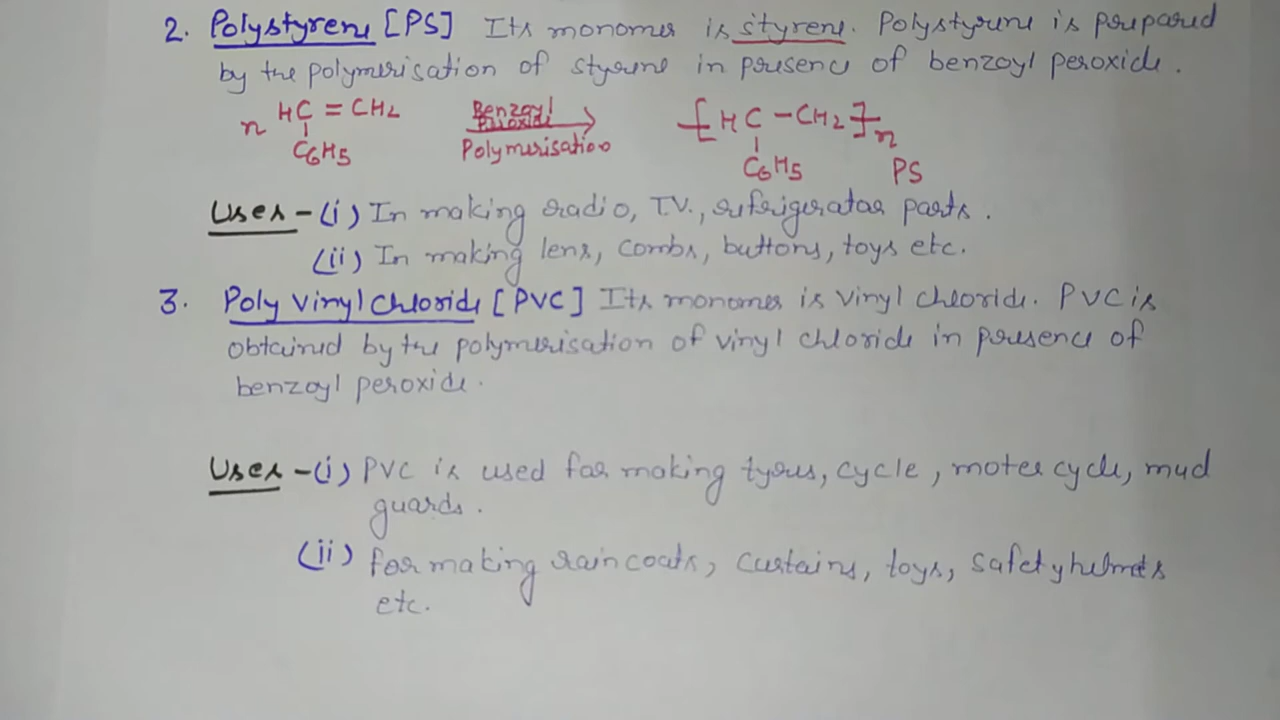 2. Polystyrene [PS] Its monomer is styrene. Polystyrene is prepared
by the polymerisation of styrene in presence of benzoyl peroxide.
n HC = CH2 Benzoyl Peroxide Polymerisation [HC - CH2]n
C6H5 C6H5 PS
Uses - (i) In making radio, T.V., refrigerator parts.
(ii) In making lens, combs, buttons, toys etc.
3. Poly Vinyl Chloride [PVC] Its monomer is vinyl chloride. PVC is
obtained by the polymerisation of vinyl chloride in presence of
benzoyl peroxide.
Uses - (i) PVC is used for making tyres, cycle, moter cycle, mud
guards.
(ii) for making rain coats, curtains, toys, safety helmets
etc.